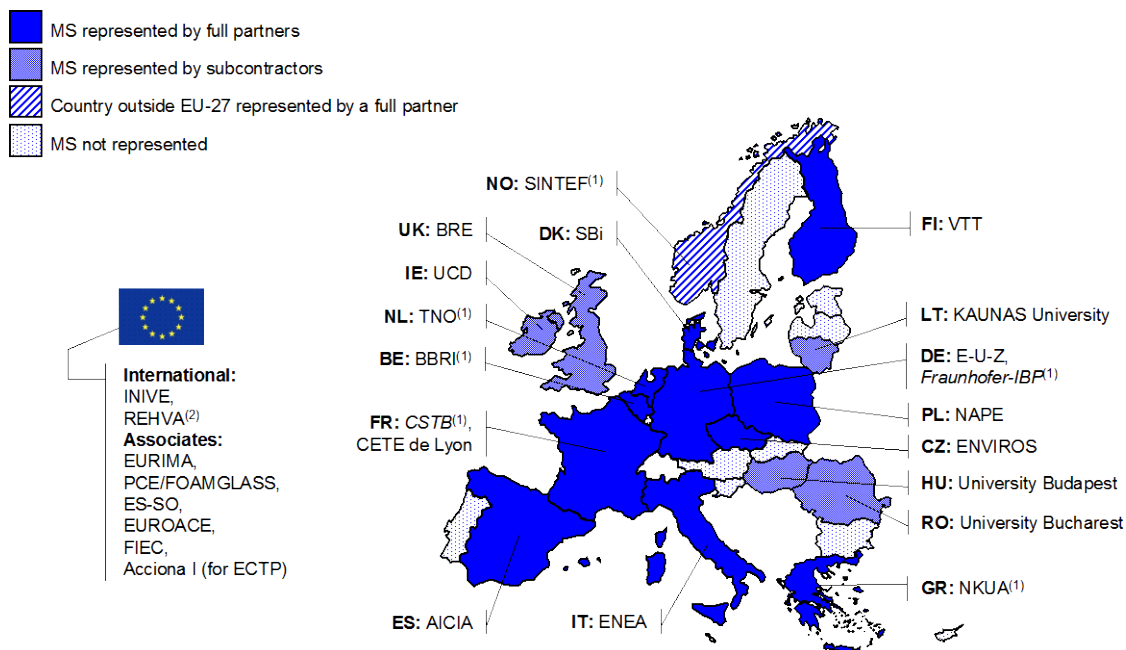 MS represented by full partners
MS represented by subcontractors
Country outside EU-27 represented by a full partner
MS not represented
NO: SINTEF(1)
UK: BRE
DK: SBi
FI: VTT
IE: UCD
NL: TNO(1)
LT: KAUNAS University
BE: BBRI(1)
DE: E-U-Z,
Fraunhofer-IBP(1)
FR: CSTB(1),
CETE de Lyon
PL: NAPE
CZ: ENVIROS
HU: University Budapest
RO: University Bucharest
GR: NKUA(1)
ES: AICIA
IT: ENEA
International:
INIVE,
REHVA(2)
Associates:
EURIMA,
PCE/FOAMGLASS,
ES-SO,
EUROACE,
FIEC,
Acciona I (for ECTP)